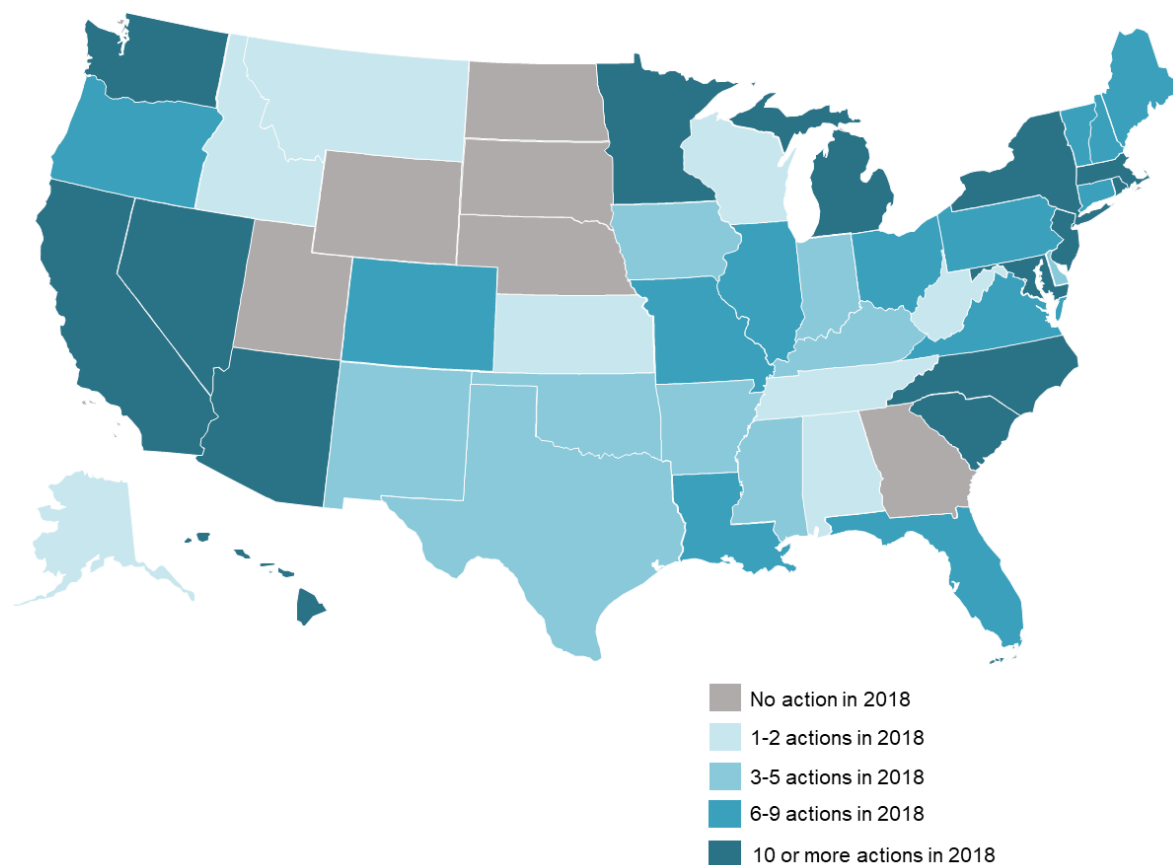 No action in 2018
1-2 actions in 2018
3-5 actions in 2018
6-9 actions in 2018
10 or more actions in 2018